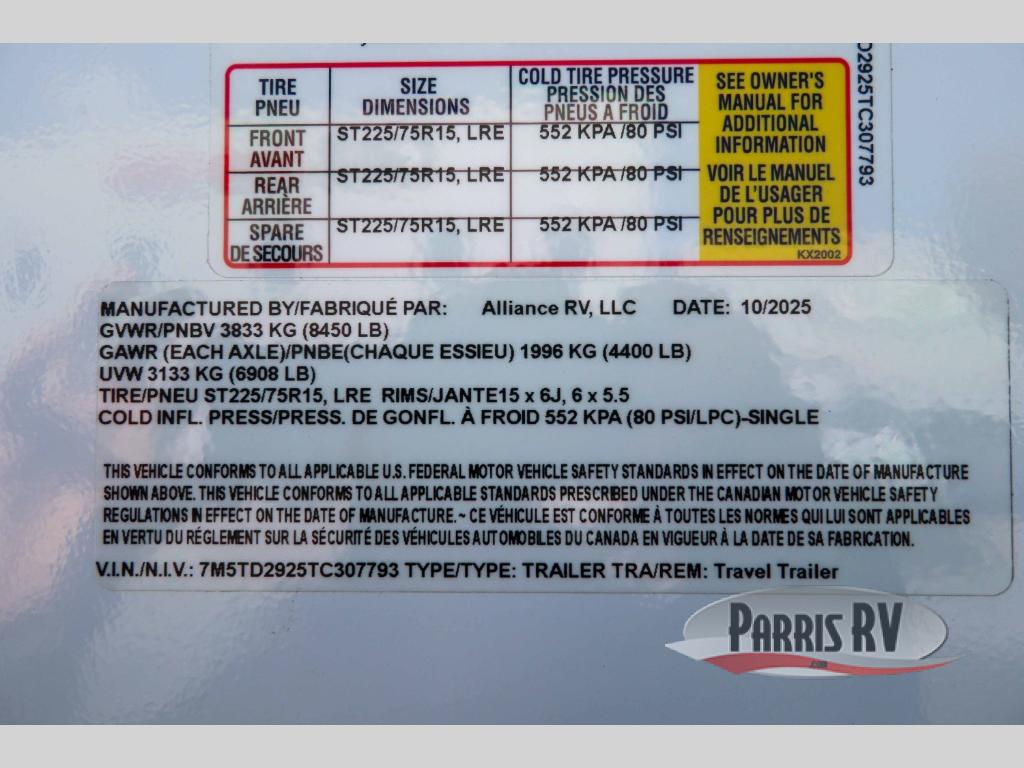 TIRE PNEU
SIZE DIMENSIONS
COLD TIRE PRESSURE PRESSION DES PNEUS A FROID
FRONT AVANT
ST225/75R15, LRE
552 KPA /80 PSI
REAR ARRIÈRE
ST225/75R15, LRE
552 KPA /80 PSI
SPARE DE SECOURS
ST225/75R15, LRE
552 KPA /80 PSI
SEE OWNER'S
MANUAL FOR
ADDITIONAL
INFORMATION
VOIR LE MANUEL
DE L'USAGER
POUR PLUS DE
RENSEIGNEMENTS
KX2002
2925TC307793
MANUFACTURED BY/FABRIQUÉ PAR: Alliance RV, LLC DATE: 10/2025
GVWR/PNBV 3833 KG (8450 LB)
GAWR (EACH AXLE)/PNBE(CHAQUE ESSIEU) 1996 KG (4400 LB)
UVW 3133 KG (6908 LB)
TIRE/PNEU ST225/75R15, LRE RIMS/JANTE15 x 6J, 6 x 5.5
COLD INFL. PRESS/PRESS. DE GONFL. À FROID 552 KPA (80 PSI/LPC)-SINGLE
THIS VEHICLE CONFORMS TO ALL APPLICABLE U.S. FEDERAL MOTOR VEHICLE SAFETY STANDARDS IN EFFECT ON THE DATE OF MANUFACTURE
SHOWN ABOVE. THIS VEHICLE CONFORMS TO ALL APPLICABLE STANDARDS PRESCRIBED UNDER THE CANADIAN MOTOR VEHICLE SAFETY
REGULATIONS IN EFFECT ON THE DATE OF MANUFACTURE. ~ CE VÉHICULE EST CONFORME À TOUTES LES NORMES QUI LUI SONT APPLICABLES
EN VERTU DU RÉGLEMENT SUR LA SÉCURITÉ DES VÉHICULES AUTOMOBILES DU CANADA EN VIGUEUR À LA DATE DE SA FABRICATION.
V.I.N./N.I.V.: 7M5TD2925TC307793 TYPE/TYPE: TRAILER TRA/REM: Travel Trailer
PARRIS RV
.com